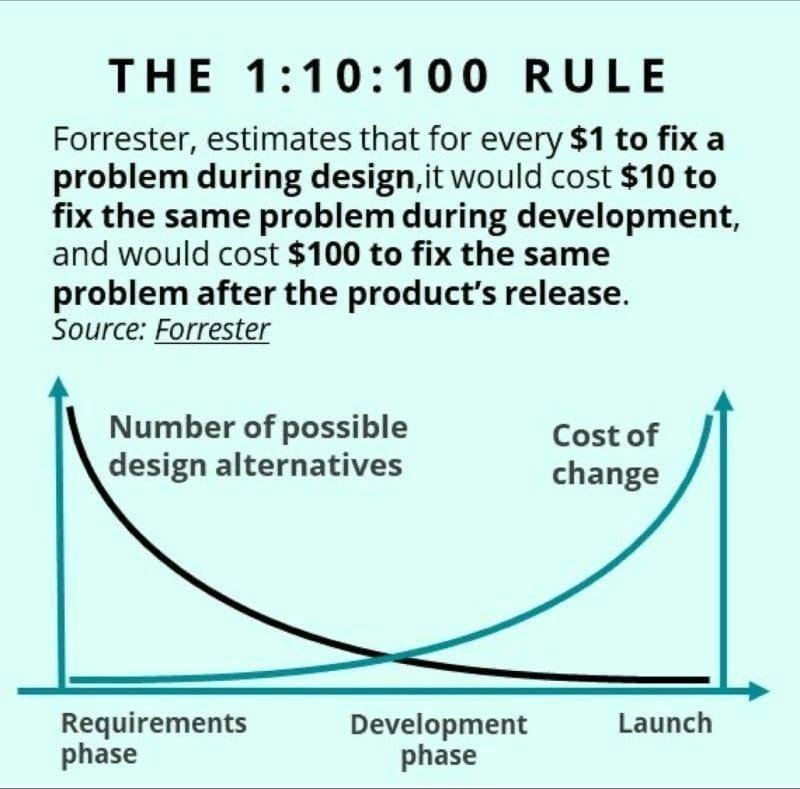 THE 1:10:100 RULE
Forrester, estimates that for every $1 to fix a
problem during design,it would cost $10 to
fix the same problem during development,
and would cost $100 to fix the same
problem after the product's release.
Source: Forrester
Number of possible
design alternatives
Cost of
change
Requirements
phase
Development
phase
Launch